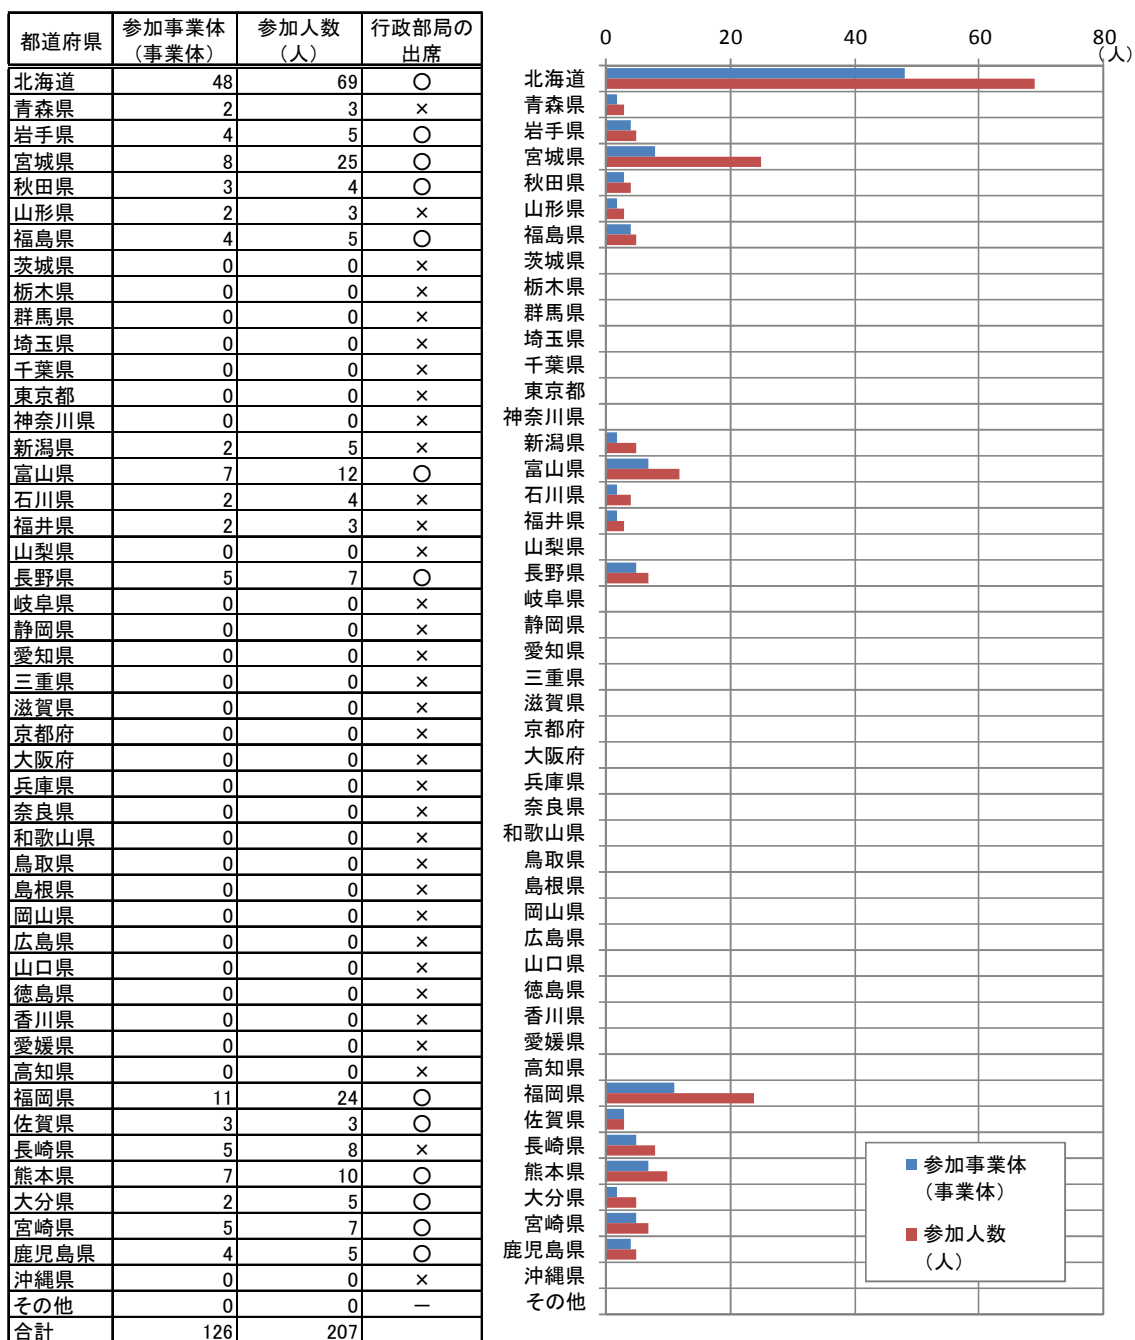 都道府県 参加事業体（事業体） 参加人数（人） 行政部局の出席
北海道 48 69 ○
青森県 2 3 ×
岩手県 4 5 ○
宮城県 8 25 ○
秋田県 3 4 ○
山形県 2 3 ×
福島県 4 5 ○
茨城県 0 0 ×
栃木県 0 0 ×
群馬県 0 0 ×
埼玉県 0 0 ×
千葉県 0 0 ×
東京都 0 0 ×
神奈川県 0 0 ×
新潟県 2 5 ×
富山県 7 12 ○
石川県 2 4 ×
福井県 2 3 ×
山梨県 0 0 ×
長野県 5 7 ○
岐阜県 0 0 ×
静岡県 0 0 ×
愛知県 0 0 ×
三重県 0 0 ×
滋賀県 0 0 ×
京都府 0 0 ×
大阪府 0 0 ×
兵庫県 0 0 ×
奈良県 0 0 ×
和歌山県 0 0 ×
鳥取県 0 0 ×
島根県 0 0 ×
岡山県 0 0 ×
広島県 0 0 ×
山口県 0 0 ×
徳島県 0 0 ×
香川県 0 0 ×
愛媛県 0 0 ×
高知県 0 0 ×
福岡県 11 24 ○
佐賀県 3 3 ○
長崎県 5 8 ×
熊本県 7 10 ○
大分県 2 5 ○
宮崎県 5 7 ○
鹿児島県 4 5 ○
沖縄県 0 0 ×
その他 0 0 －
合計 126 207
0 20 40 60 80
（人）
北海道
青森県
岩手県
宮城県
秋田県
山形県
福島県
茨城県
栃木県
群馬県
埼玉県
千葉県
東京都
神奈川県
新潟県
富山県
石川県
福井県
山梨県
長野県
岐阜県
静岡県
愛知県
三重県
滋賀県
京都府
大阪府
兵庫県
奈良県
和歌山県
鳥取県
島根県
岡山県
広島県
山口県
徳島県
香川県
愛媛県
高知県
福岡県
佐賀県
長崎県
熊本県
大分県
宮崎県
鹿児島県
沖縄県
その他
参加事業体
（事業体）
参加人数
（人）